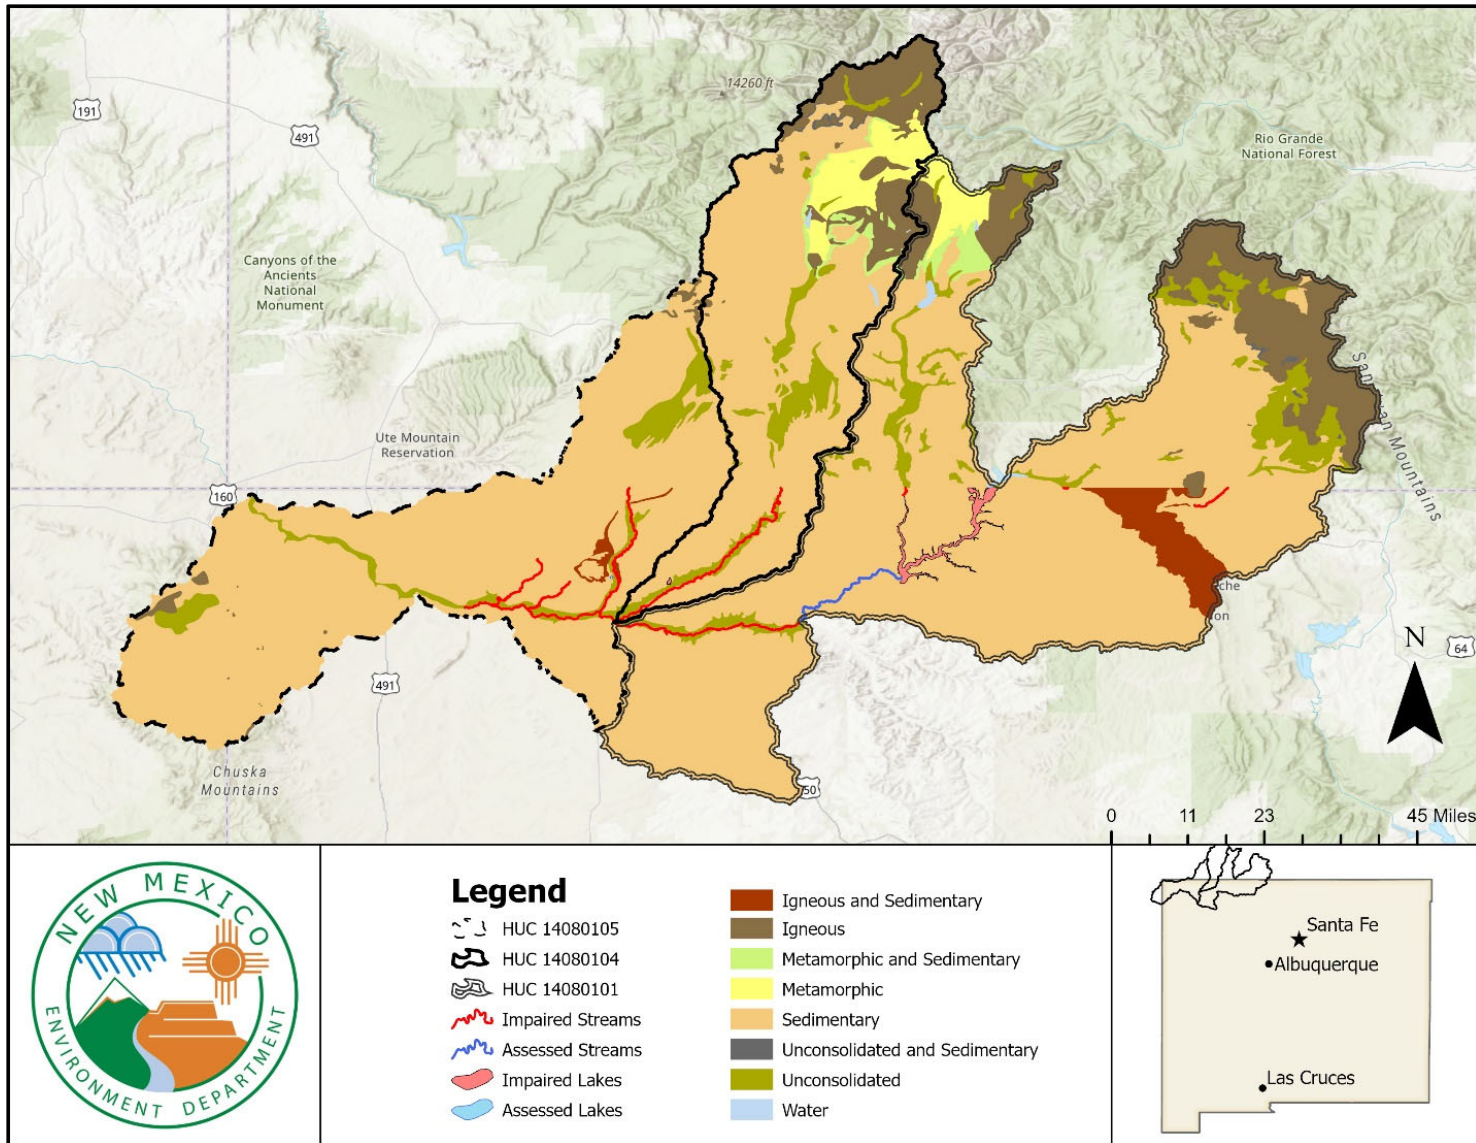 14260 ft
191
491
Rio Grande
National Forest
Canyons of the
Ancients
National
Monument
Ute Mountain
Reservation
160
che
ion
N
64
491
Chuska
Mountains
50
0 11 23 45 Miles
NEW MEXICO
ENVIRONMENT DEPARTMENT
Legend
HUC 14080105
HUC 14080104
HUC 14080101
Impaired Streams
Assessed Streams
Impaired Lakes
Assessed Lakes
Igneous and Sedimentary
Igneous
Metamorphic and Sedimentary
Metamorphic
Sedimentary
Unconsolidated and Sedimentary
Unconsolidated
Water
Santa Fe
Albuquerque
Las Cruces